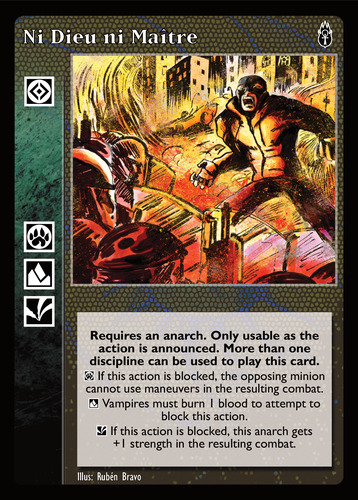 Ni Dieu ni Maître
Requires an anarch. Only usable as the
action is announced. More than one
discipline can be used to play this card.
If this action is blocked, the opposing minion
cannot use maneuvers in the resulting combat.
Vampires must burn 1 blood to attempt to
block this action.
If this action is blocked, this anarch gets
+1 strength in the resulting combat.
Illus: Rubén Bravo